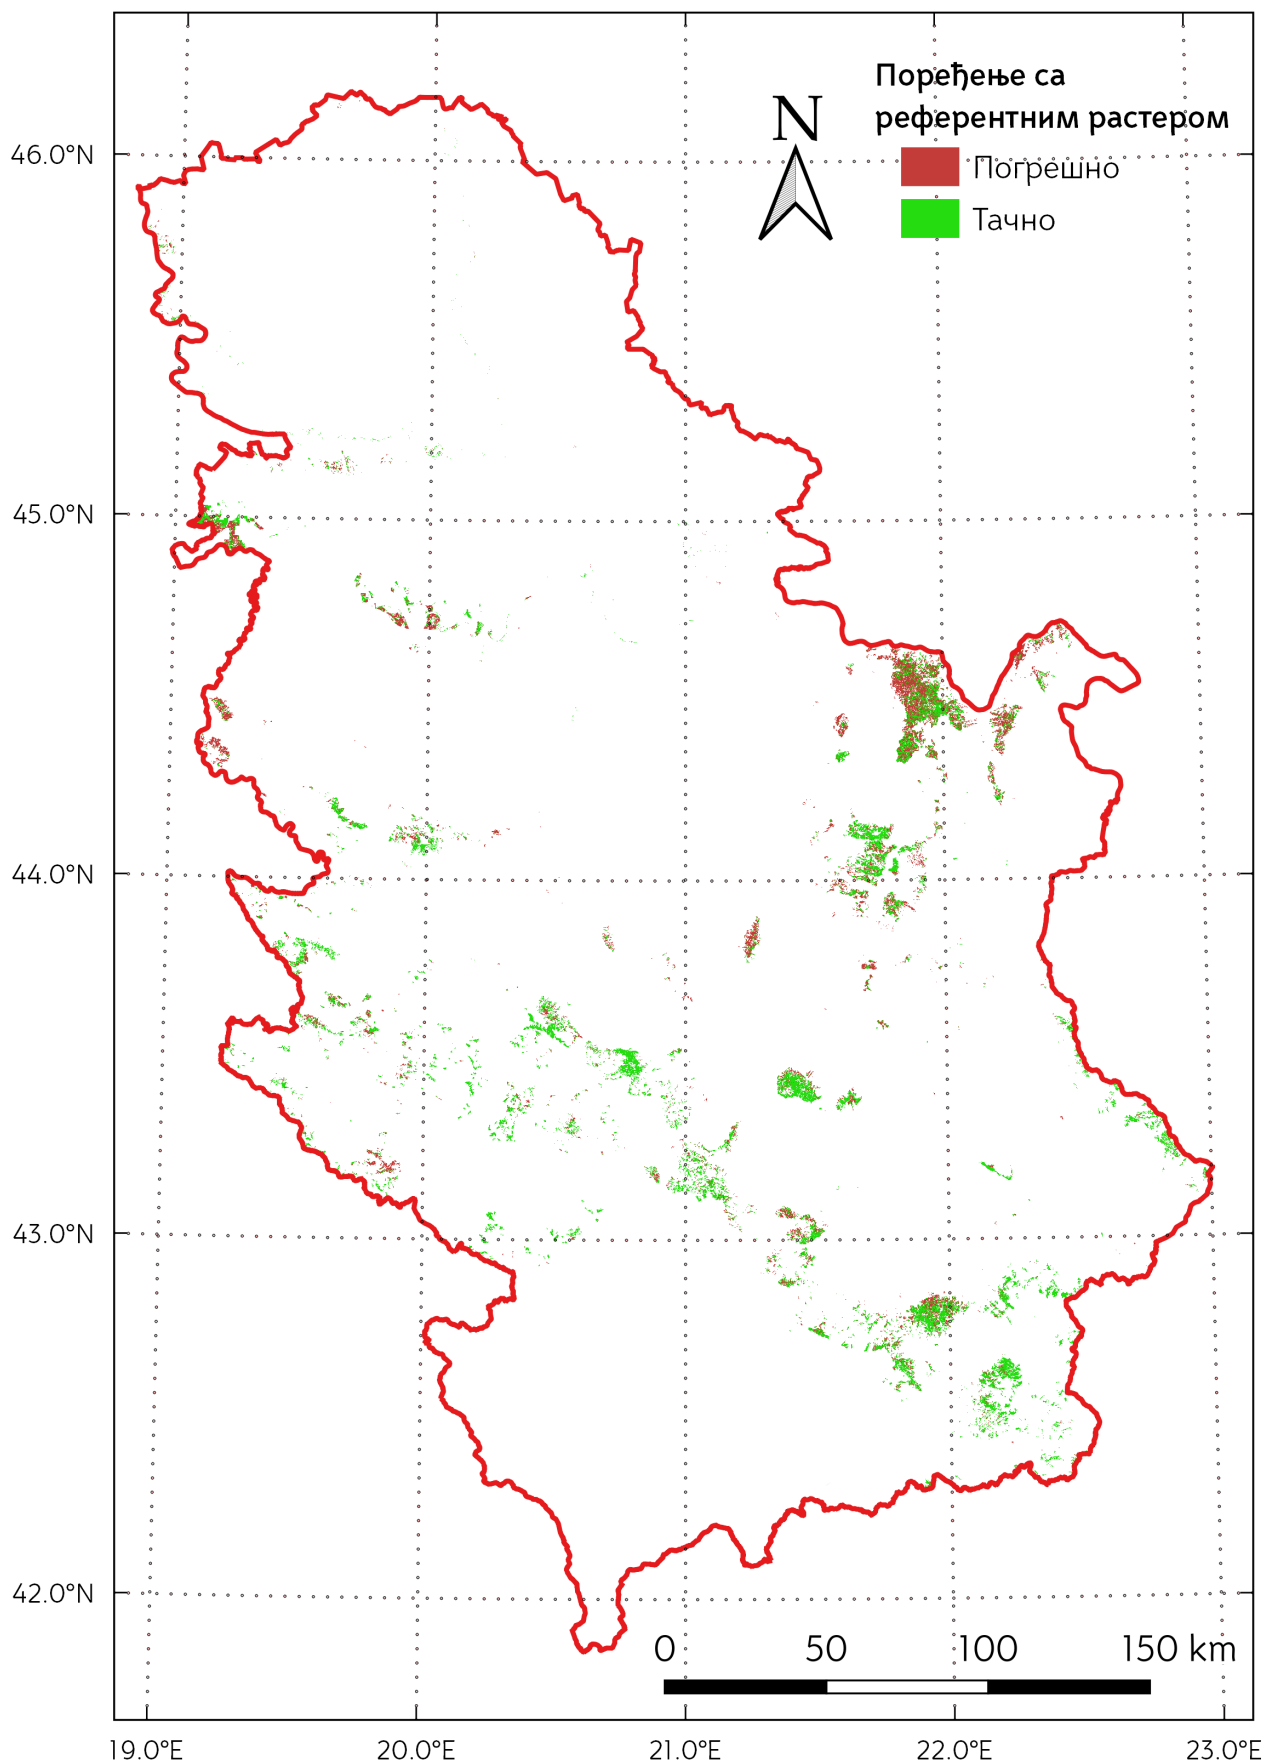 Поређење са
референтним растером
Погрешно
Тачно
N
46.0°N
45.0°N
44.0°N
43.0°N
42.0°N
0 50 100 150 km
19.0°E 20.0°E 21.0°E 22.0°E 23.0°E